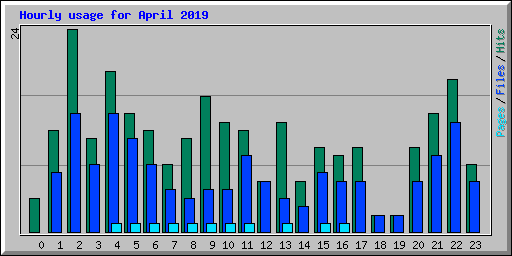 Hourly usage for April 2019
24
Pages/Files/Hits
0 1 2 3 4 5 6 7 8 9 10 11 12 13 14 15 16 17 18 19 20 21 22 23